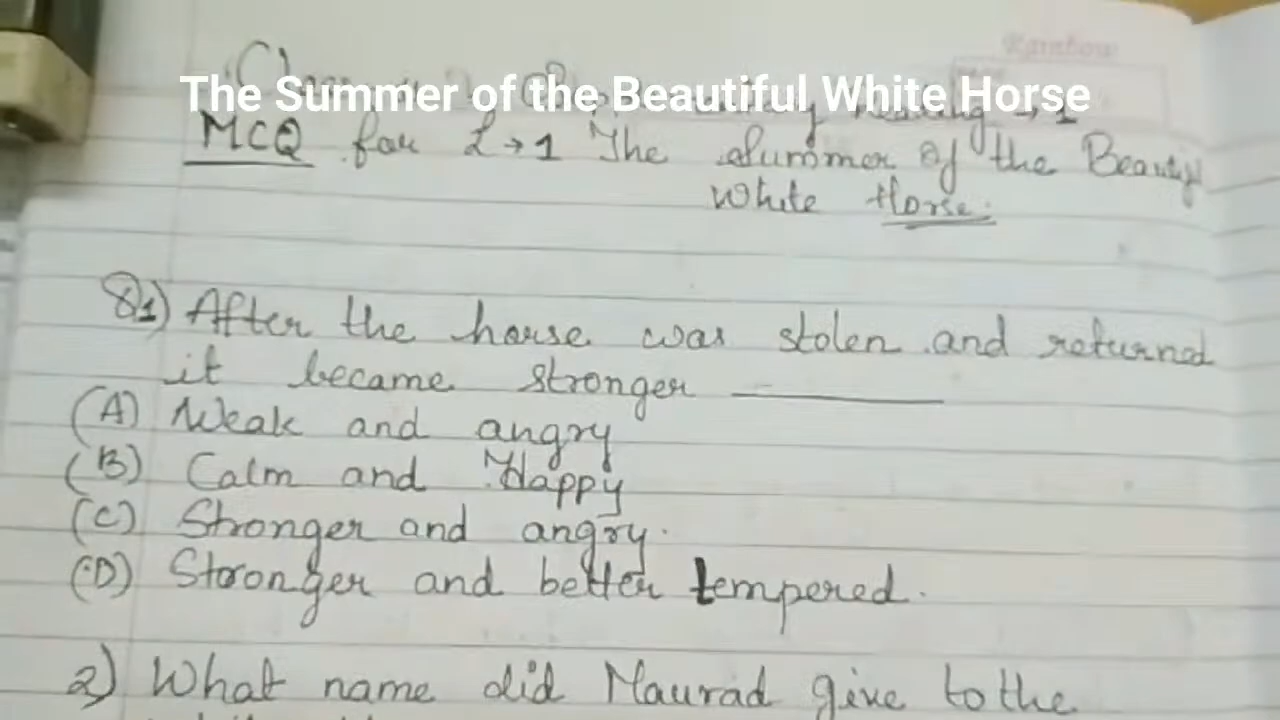 Rainbow
The Summer of the Beautiful White Horse
MCQ for L→1 The Summer of the Beauty
White Horse.
Q1) After the horse was stolen and returned
it became stronger ______
(A) Weak and angry
(B) Calm and Happy
(C) Stronger and angry.
(D) Stronger and better tempered.
2) What name did Maurad give to the